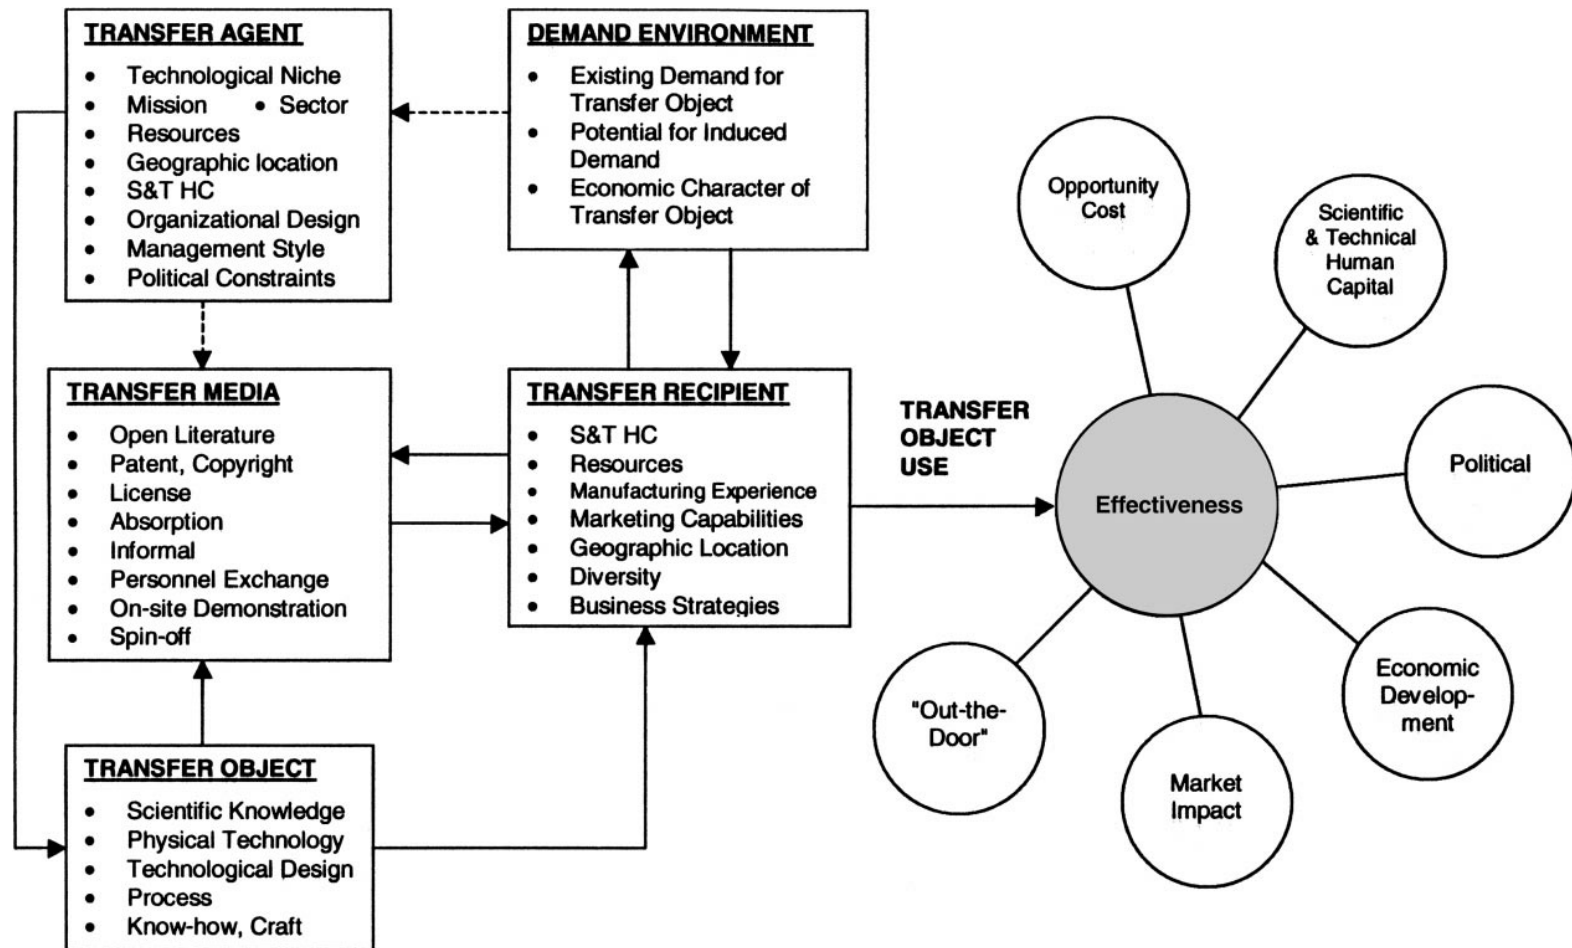 TRANSFER AGENT
• Technological Niche
• Mission • Sector
• Resources
• Geographic location
• S&T HC
• Organizational Design
• Management Style
• Political Constraints
DEMAND ENVIRONMENT
• Existing Demand for
Transfer Object
• Potential for Induced
Demand
• Economic Character of
Transfer Object
TRANSFER MEDIA
• Open Literature
• Patent, Copyright
• License
• Absorption
• Informal
• Personnel Exchange
• On-site Demonstration
• Spin-off
TRANSFER RECIPIENT
• S&T HC
• Resources
• Manufacturing Experience
• Marketing Capabilities
• Geographic Location
• Diversity
• Business Strategies
TRANSFER OBJECT
• Scientific Knowledge
• Physical Technology
• Technological Design
• Process
• Know-how, Craft
TRANSFER
OBJECT
USE
Effectiveness
Opportunity
Cost
Scientific
& Technical
Human
Capital
Political
Economic
Develop-
ment
Market
Impact
"Out-the-
Door"